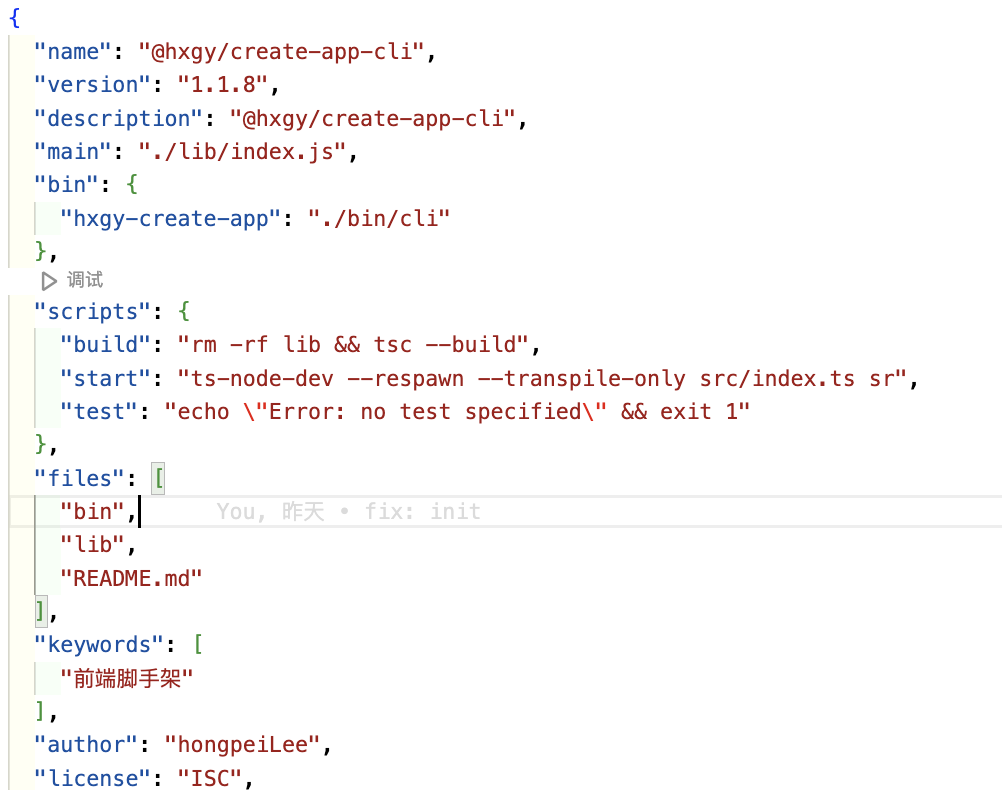 {
"name": "@hxgy/create-app-cli",
"version": "1.1.8",
"description": "@hxgy/create-app-cli",
"main": "./lib/index.js",
"bin": {
"hxgy-create-app": "./bin/cli"
},
调试
"scripts": {
"build": "rm -rf lib && tsc --build",
"start": "ts-node-dev --respawn --transpile-only src/index.ts sr",
"test": "echo \"Error: no test specified\" && exit 1"
},
"files": [
"bin", You, 昨天 • fix: init
"lib",
"README.md"
],
"keywords": [
"前端脚手架"
],
"author": "hongpeiLee",
"license": "ISC",